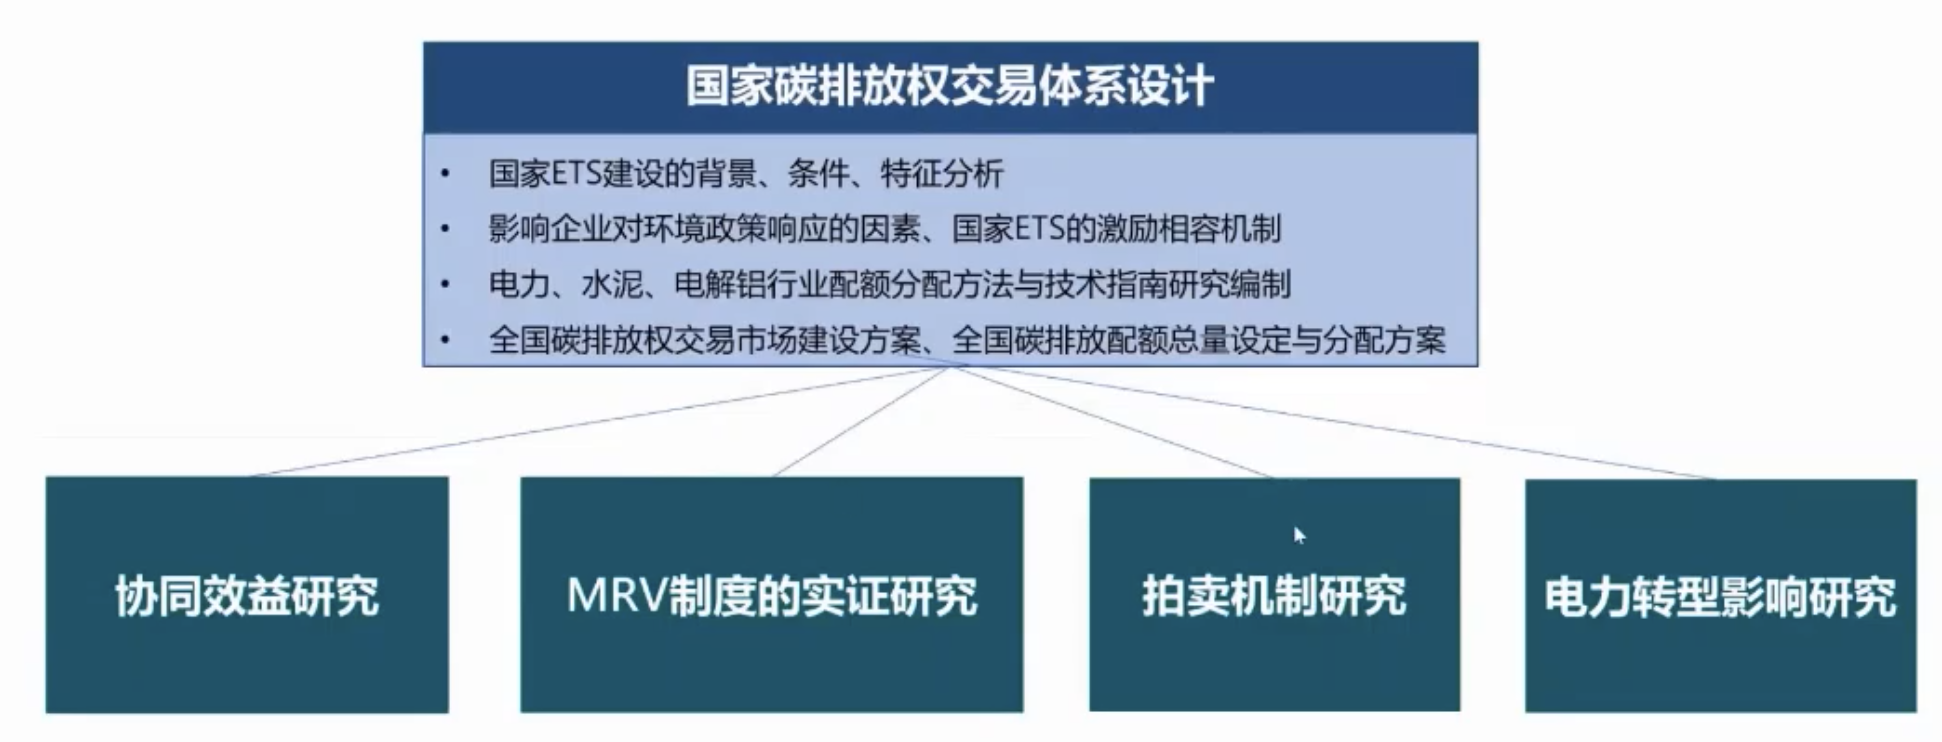 国家碳排放权交易体系设计
• 国家ETS建设的背景、条件、特征分析
• 影响企业对环境政策响应的因素、国家ETS的激励相容机制
• 电力、水泥、电解铝行业配额分配方法与技术指南研究编制
• 全国碳排放权交易市场建设方案、全国碳排放配额总量设定与分配方案
协同效益研究
MRV制度的实证研究
拍卖机制研究
电力转型影响研究